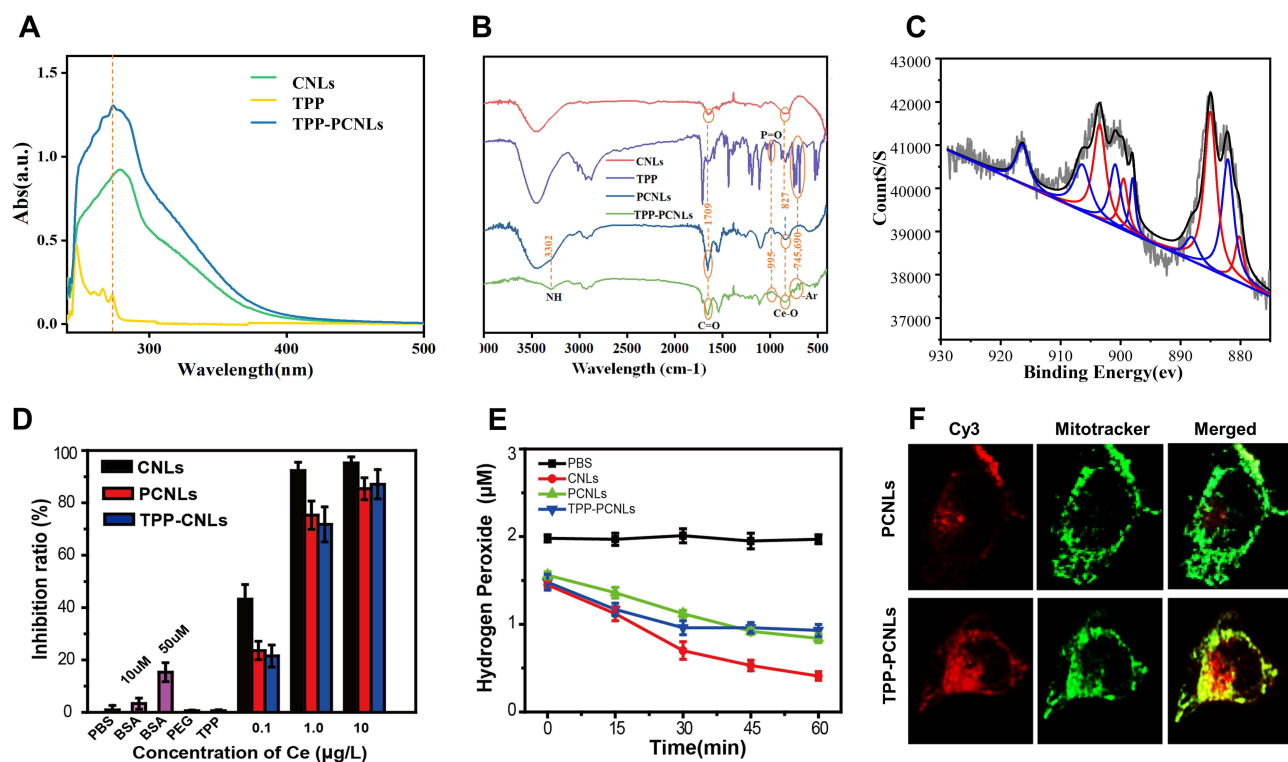 A
Abs(a.u.)
1.5
1.0
0.5
0.0
CNLs
TPP
TPP-PCNLs
300
400
500
Wavelength(nm)
B
P=O
CNLs
TPP
PCNLs
TPP-PCNLs
3302
1709
995
827
745,690
NH
C=O
Ce-O
-Ar
3500 3000 2500 2000 1500 1000 500
Wavelength (cm-1)
C
CountS/S
43000
42000
41000
40000
39000
38000
37000
929 920 910 900 890 880
Binding Energy(ev)
D
Inhibition ratio (%)
100
80
60
40
20
0
CNLs
PCNLs
TPP-CNLs
10uM
50uM
PBS BSA BSA PEG TPP
0.1 1.0 10
Concentration of Ce (μg/L)
E
Hydrogen Peroxide (μM)
3
2
1
0
PBS
CNLs
PCNLs
TPP-PCNLs
0 15 30 45 60
Time(min)
F
Cy3 Mitotracker Merged
PCNLs
TPP-PCNLs